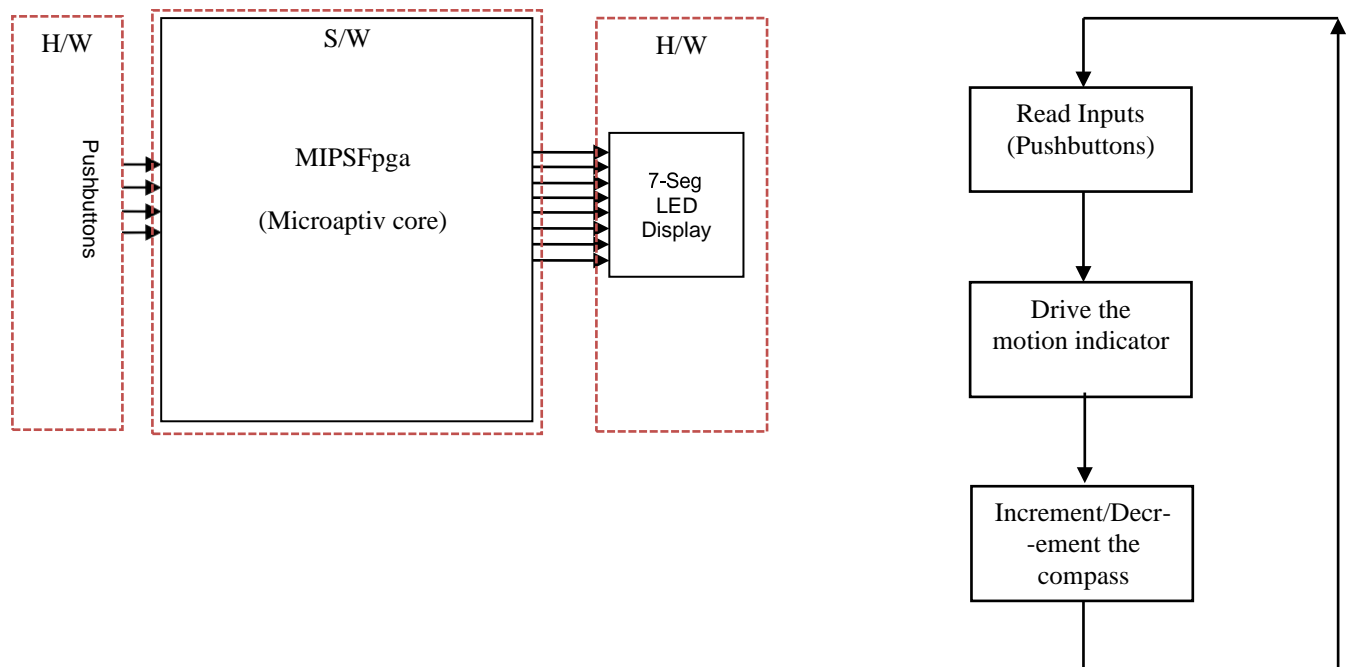 H/W
Pushbuttons
S/W
MIPSFpga
(Microaptiv core)
H/W
7-Seg
LED
Display
Read Inputs
(Pushbuttons)
Drive the
motion indicator
Increment/Decr-
-ement the
compass